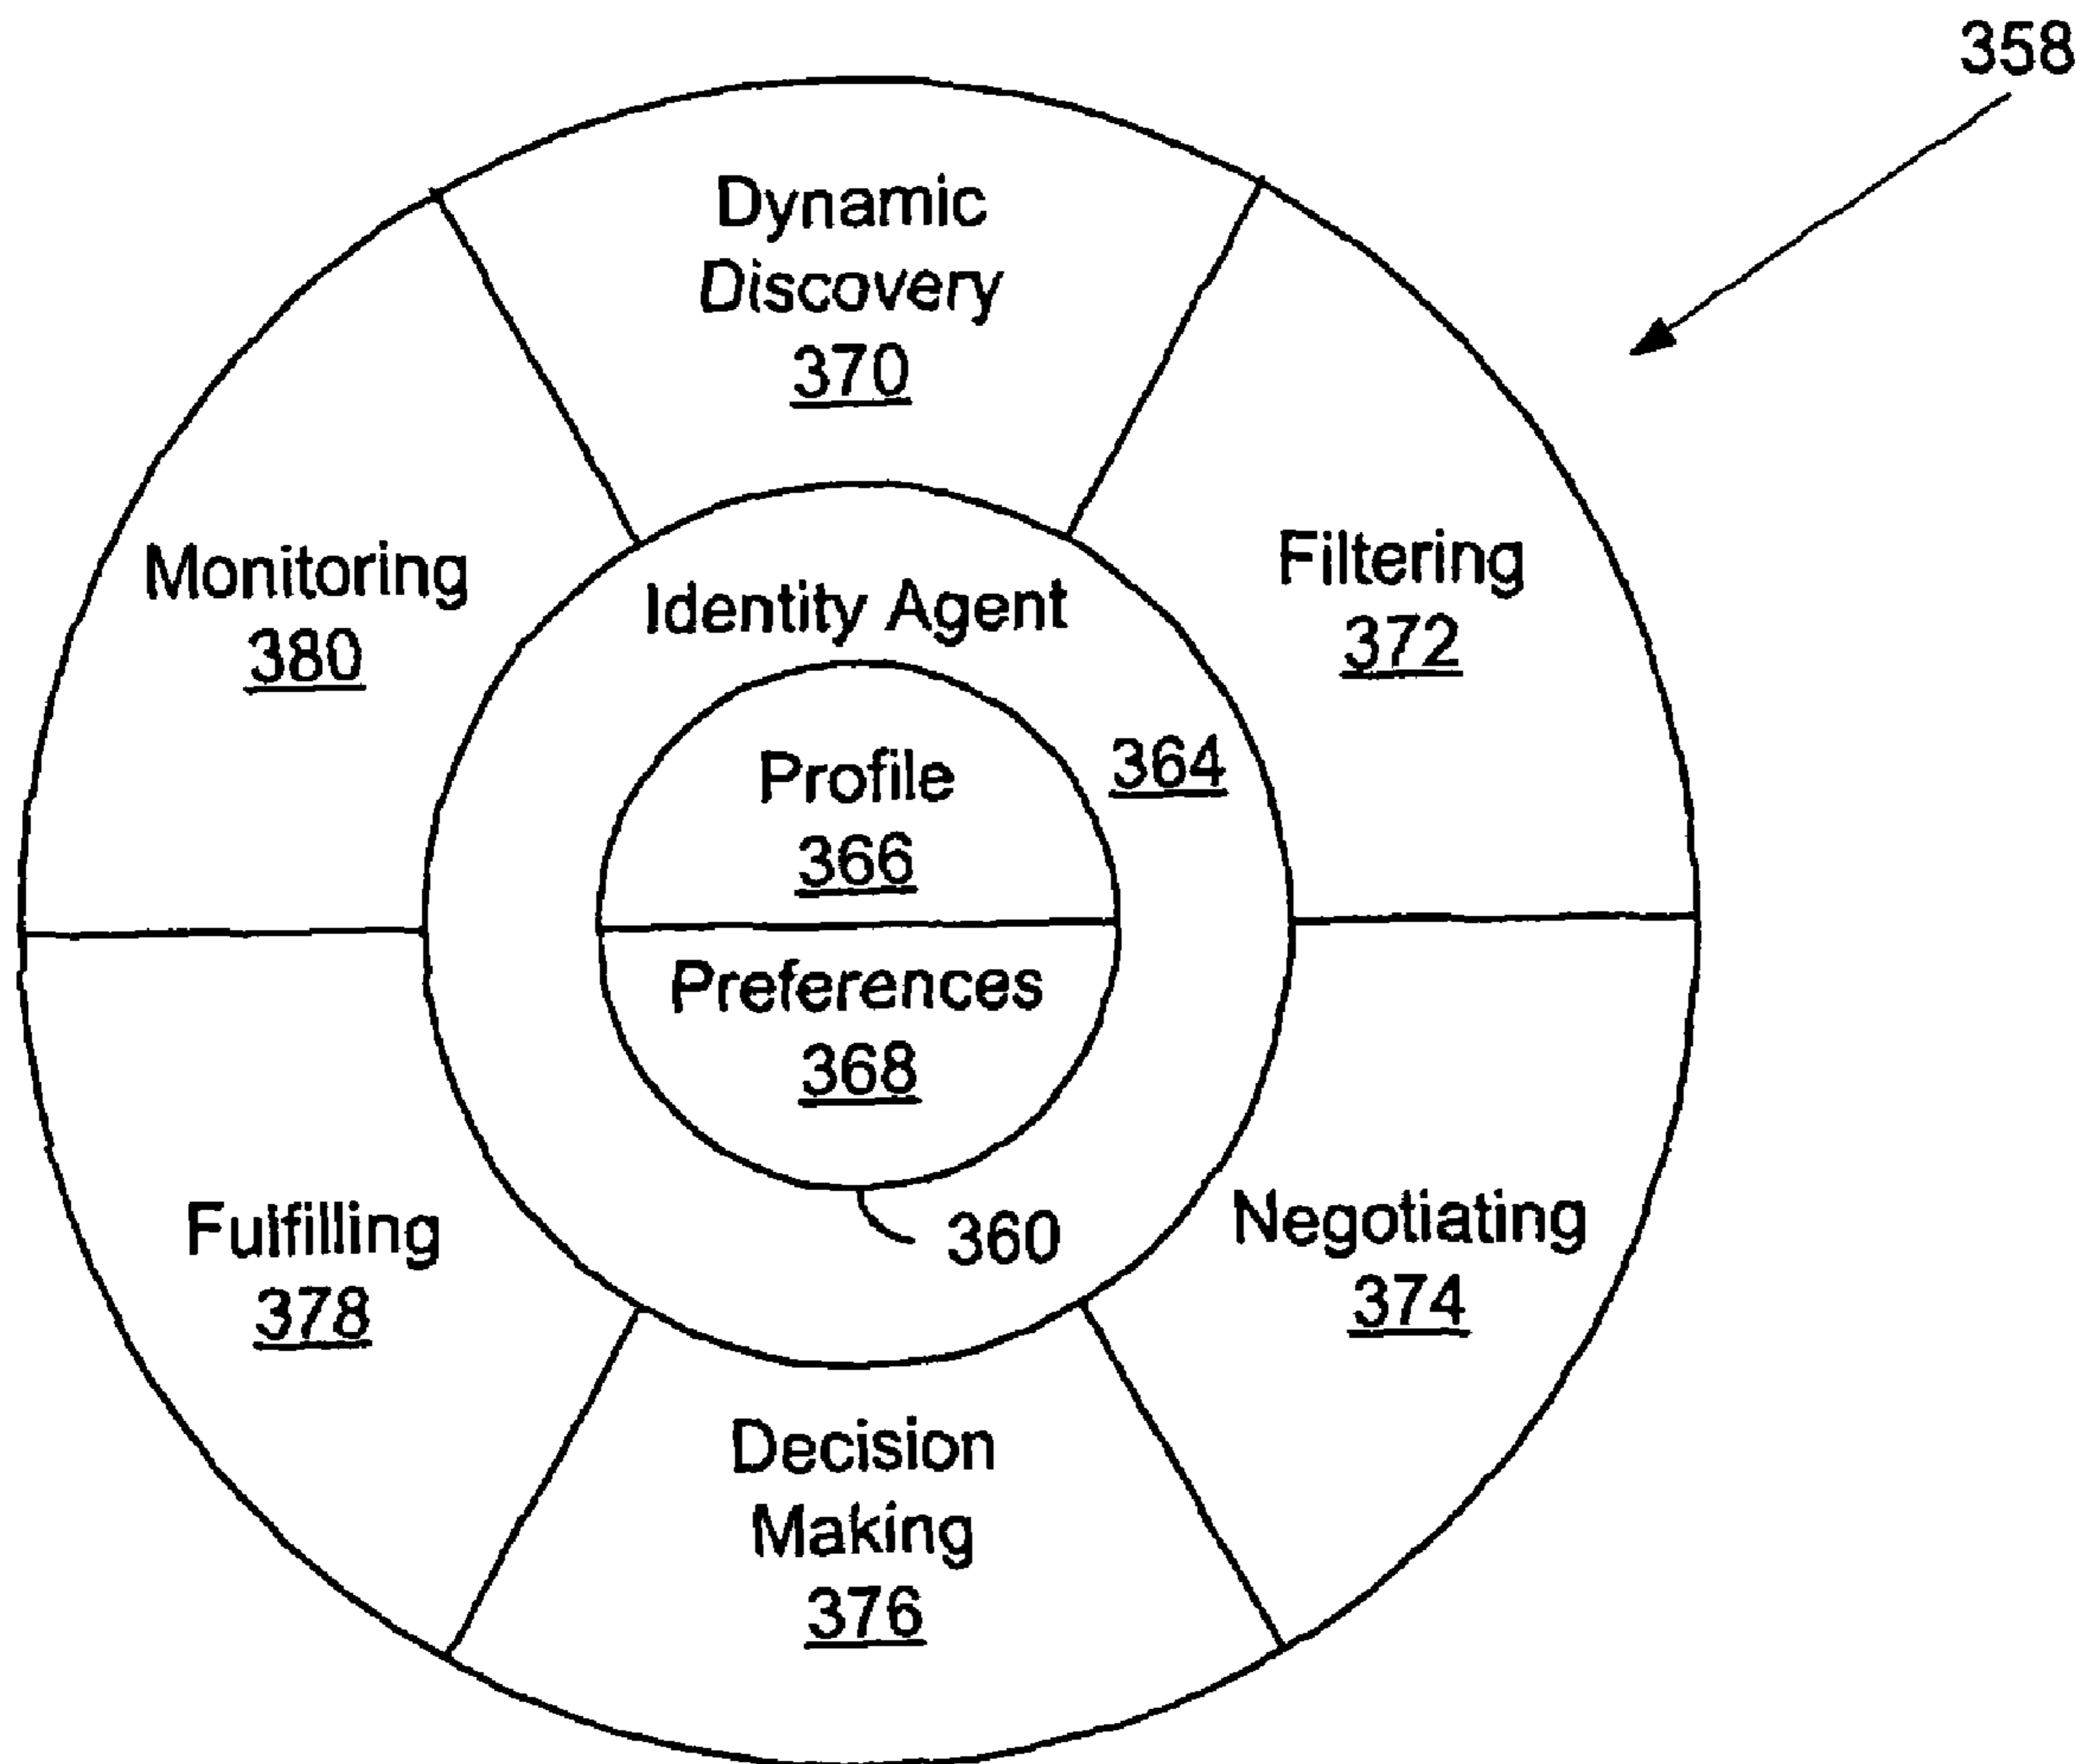 358
Dynamic
Discovery
370
Filtering
372
Monitoring
380
Identity Agent
364
Profile
366
Preferences
368
360
Negotiating
374
Fulfilling
378
Decision
Making
376